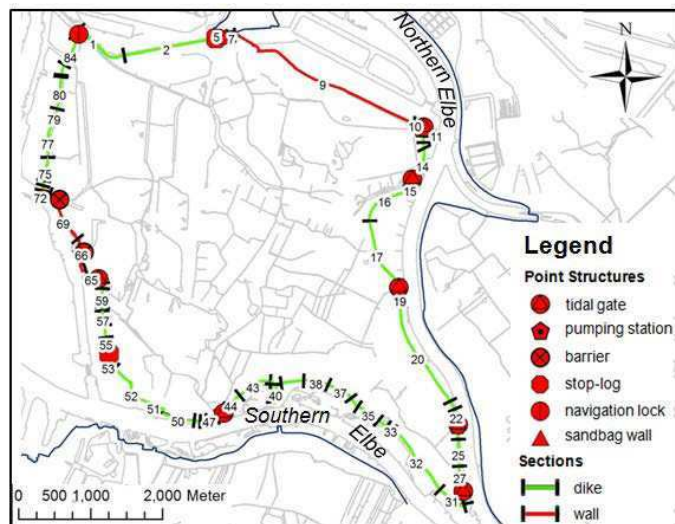 1
2
5
7
84
80
79
77
75
72
69
66
65
59
57
55
53
52
51
50
47
44
43
40
38
37
35
33
32
31
27
25
22
20
19
17
16
15
14
11
10
9
Northern Elbe
Southern
Elbe
N
Legend
Point Structures
tidal gate
pumping station
barrier
stop-log
navigation lock
sandbag wall
Sections
dike
wall
0 500 1,000 2,000 Meter